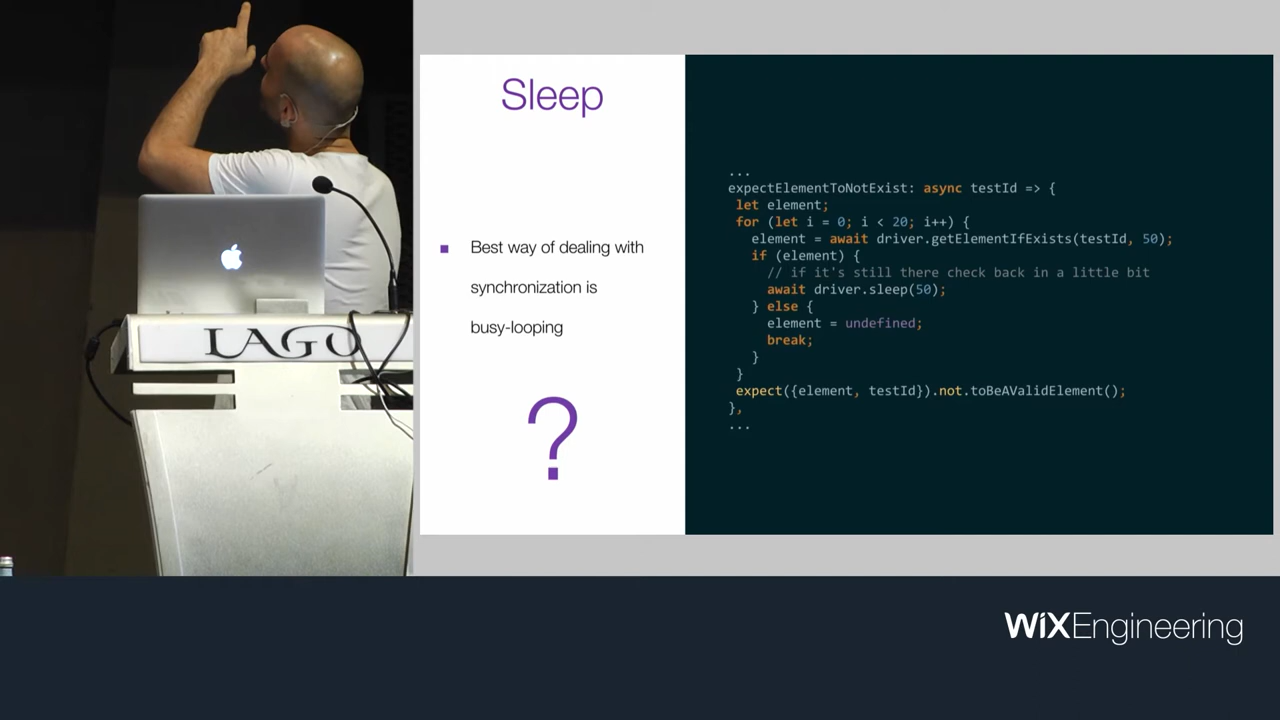 Sleep
Best way of dealing with
synchronization is
busy-looping
?
...
expectElementToNotExist: async testId => {
let element;
for (let i = 0; i < 20; i++) {
element = await driver.getElementIfExists(testId, 50);
if (element) {
// if it's still there check back in a little bit
await driver.sleep(50);
} else {
element = undefined;
break;
}
}
expect({element, testId}).not.toBeAValidElement();
},
...
LAGO
WiXEngineering